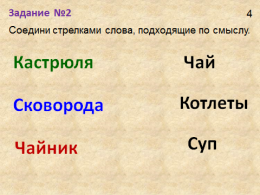 Задание №2
4
Соедини стрелками слова, подходящие по смыслу.
Кастрюля Чай
Сковорода Котлеты
Чайник Суп